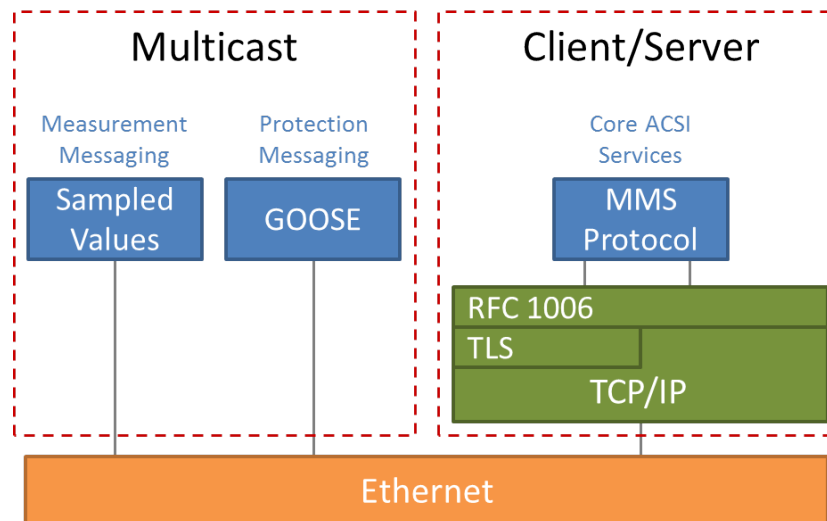 Multicast
Measurement
Messaging
Sampled
Values
Protection
Messaging
GOOSE
Client/Server
Core ACSI
Services
MMS
Protocol
RFC 1006
TLS
TCP/IP
Ethernet